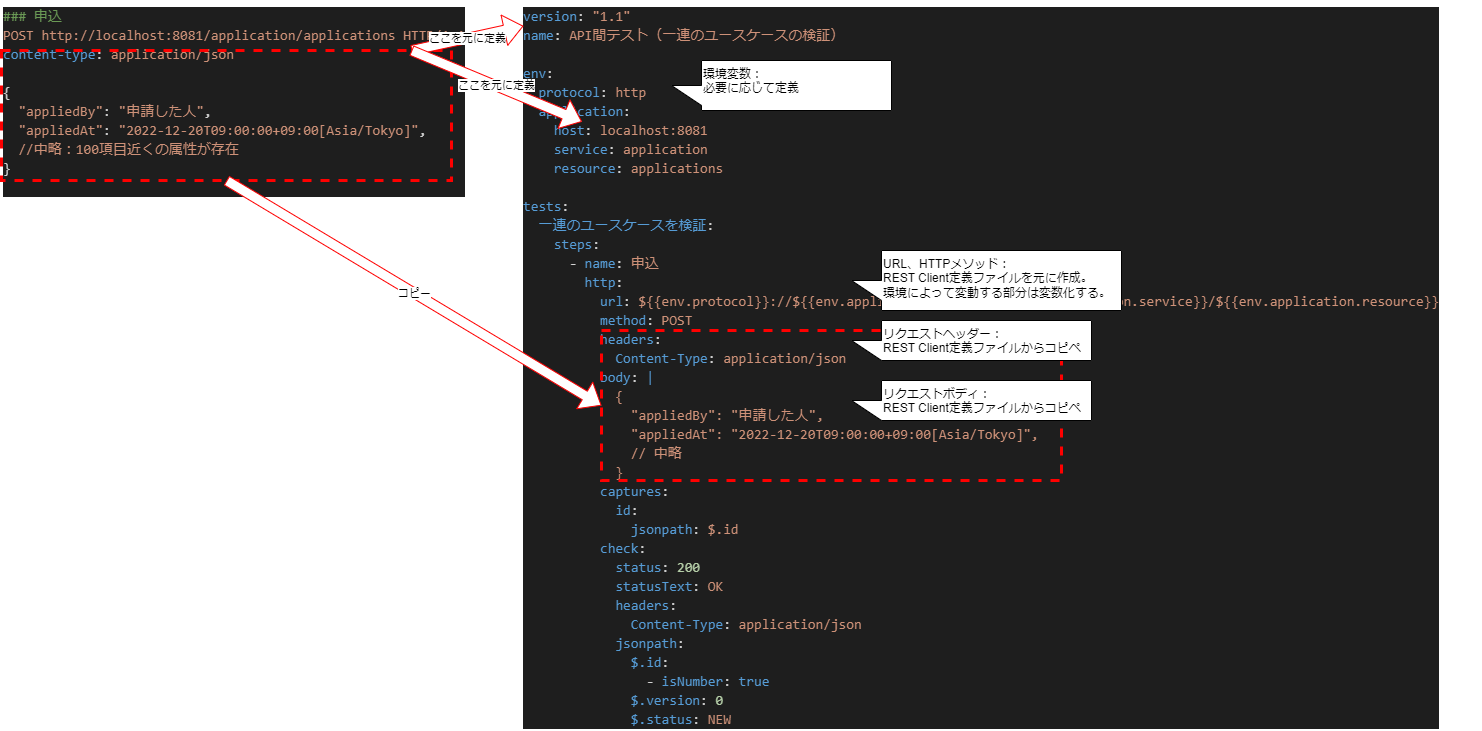 ### 申込
POST http://localhost:8081/application/applications HTT
content-type: application/json
{
"appliedBy": "申請した人",
"appliedAt": "2022-12-20T09:00:00+09:00[Asia/Tokyo]",
//中略：100項目近くの属性が存在
}
ここを元に定義
ここを元に定義
コピー
version: "1.1"
name: API間テスト（一連のユースケースの検証）
env:
protocol: http
application:
host: localhost:8081
service: application
resource: applications
環境変数：
必要に応じて定義
tests:
一連のユースケースを検証:
steps:
- name: 申込
http:
url: ${{env.protocol}}://${{env.appl on.service}}/${{env.application.resource}}
method: POST
headers:
Content-Type: application/json
body: |
{
"appliedBy": "申請した人",
"appliedAt": "2022-12-20T09:00:00+09:00[Asia/Tokyo]",
// 中略
}
URL、HTTPメソッド：
REST Client定義ファイルを元に作成。
環境によって変動する部分は変数化する。
リクエストヘッダー：
REST Client定義ファイルからコピペ
リクエストボディ：
REST Client定義ファイルからコピペ
captures:
id:
jsonpath: $.id
check:
status: 200
statusText: OK
headers:
Content-Type: application/json
jsonpath:
$.id:
- isNumber: true
$.version: 0
$.status: NEW